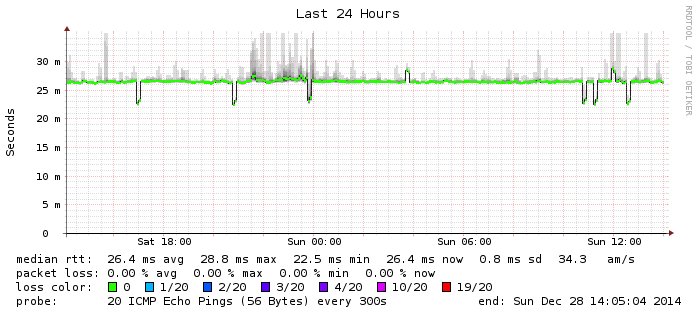 Last 24 Hours
RRDTOOL / TOBI OETIKER
Seconds
30 m
25 m
20 m
15 m
10 m
5 m
0
Sat 18:00 Sun 00:00 Sun 06:00 Sun 12:00
median rtt: 26.4 ms avg 28.8 ms max 22.5 ms min 26.4 ms now 0.8 ms sd 34.3 am/s
packet loss: 0.00 % avg 0.00 % max 0.00 % min 0.00 % now
loss color: 0 1/20 2/20 3/20 4/20 10/20 19/20
probe: 20 ICMP Echo Pings (56 Bytes) every 300s end: Sun Dec 28 14:05:04 2014